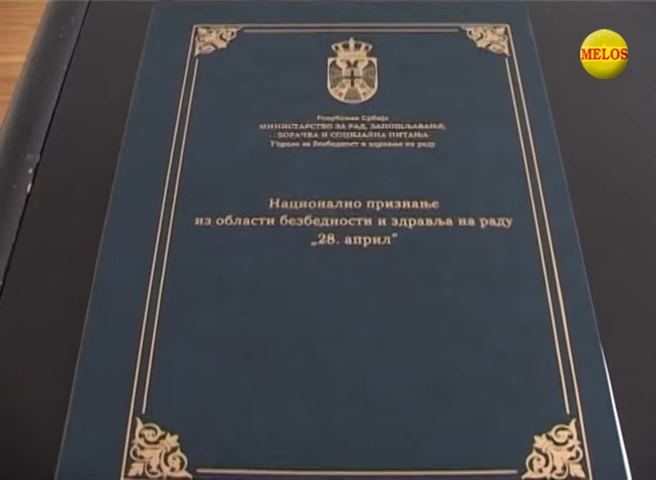 MELOS
Република Србија
МИНИСТАРСТВО ЗА РАД, ЗАПОШЉАВАЊЕ,
БОРАЧКА И СОЦИЈАЛНА ПИТАЊА
Управа за безбедност и здравље на раду
Национално признање
из области безбедности и здравља на раду
„28. април“